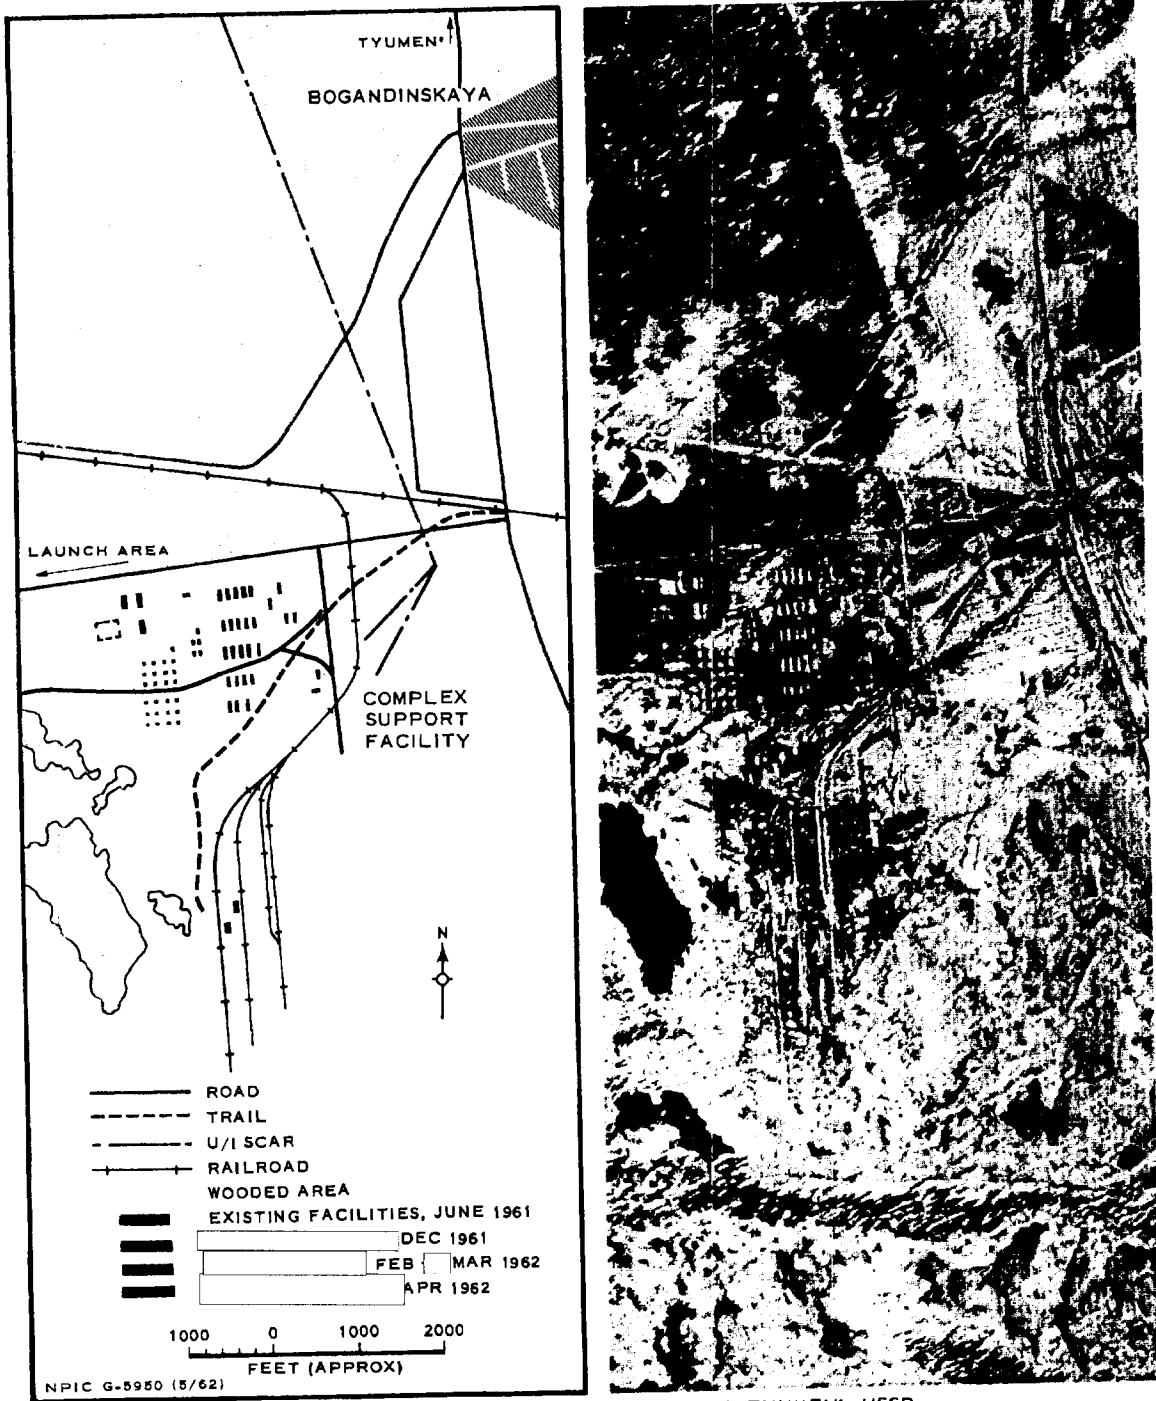 TYUMEN'
BOGANDINSKAYA
LAUNCH AREA
COMPLEX
SUPPORT
FACILITY
N
ROAD
TRAIL
U/I SCAR
RAILROAD
WOODED AREA
EXISTING FACILITIES, JUNE 1961
DEC 1961
FEB MAR 1962
APR 1962
1000 0 1000 2000
FEET (APPROX)
NPIC G-5950 (5/62)
USSR